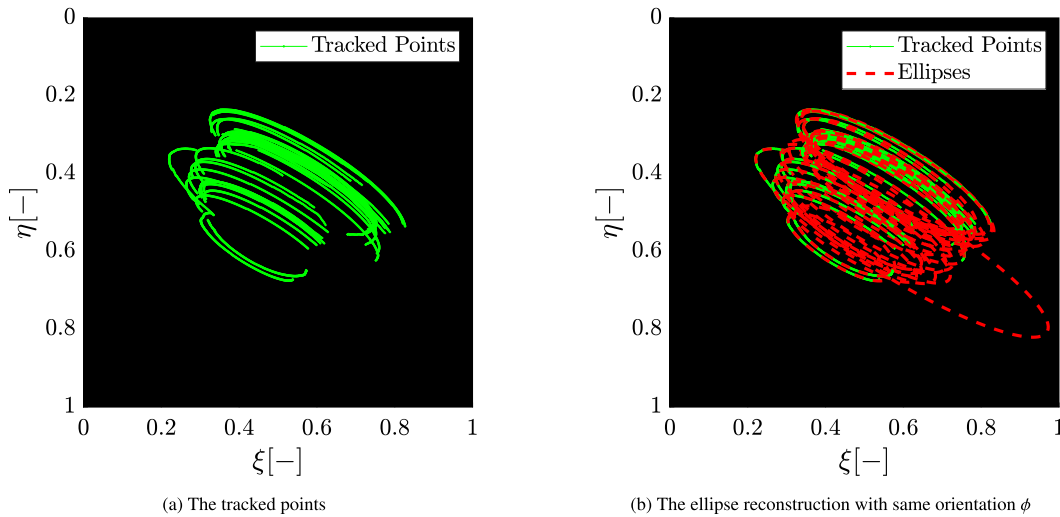 0
0.2
0.4
0.6
0.8
1
η[−]
0 0.2 0.4 0.6 0.8 1
ξ[−]
Tracked Points
(a) The tracked points
0
0.2
0.4
0.6
0.8
1
η[−]
0 0.2 0.4 0.6 0.8 1
ξ[−]
Tracked Points
Ellipses
(b) The ellipse reconstruction with same orientation ϕ